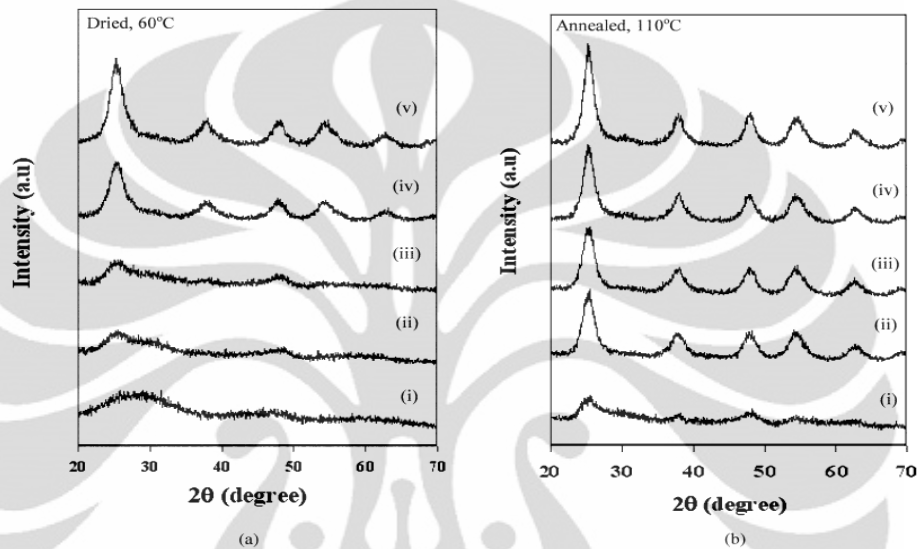 Dried, 60°C
(v)
(iv)
(iii)
(ii)
(i)
Intensity (a.u)
20 30 40 50 60 70
2θ (degree)
(a)
Annealed, 110°C
(v)
(iv)
(iii)
(ii)
(i)
Intensity (a.u)
20 30 40 50 60 70
2θ (degree)
(b)